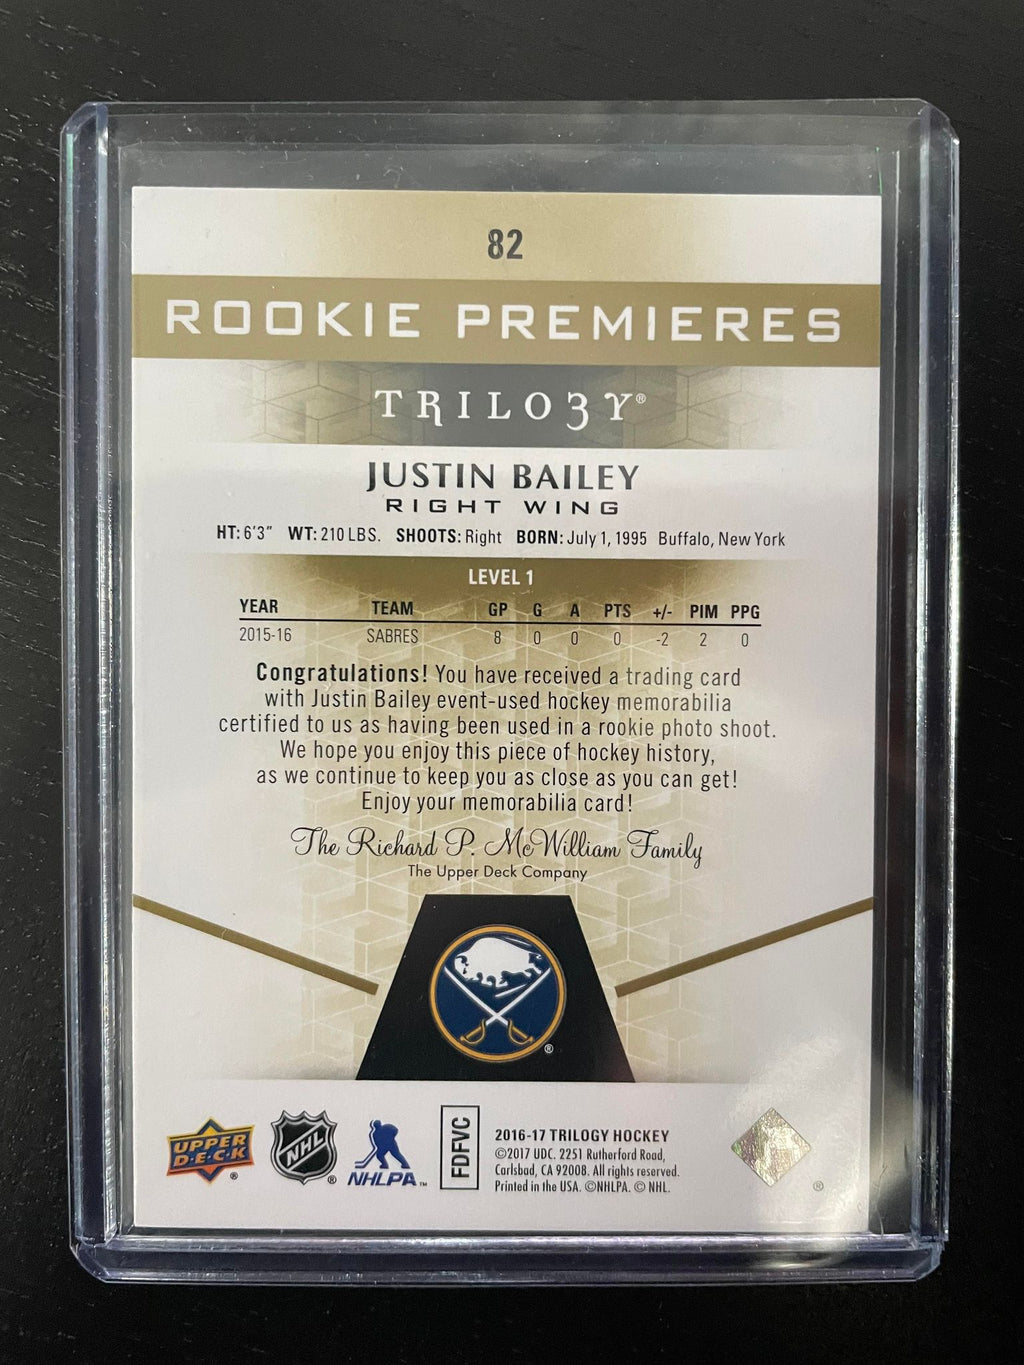 82
ROOKIE PREMIERES
TRILO3Y®
JUSTIN BAILEY
RIGHT WING
HT: 6'3" WT: 210 LBS. SHOOTS: Right BORN: July 1, 1995 Buffalo, New York
LEVEL 1
YEAR TEAM GP G A PTS +/- PIM PPG
2015-16 SABRES 8 0 0 0 -2 2 0
Congratulations! You have received a trading card
with Justin Bailey event-used hockey memorabilia
certified to us as having been used in a rookie photo shoot.
We hope you enjoy this piece of hockey history,
as we continue to keep you as close as you can get!
Enjoy your memorabilia card!
The Richard P. McWilliam Family
The Upper Deck Company
®
UPPER
D·E·C·K
®
NHL
®
NHLPA™
FDFVC
2016-17 TRILOGY HOCKEY
©2017 UDC. 2251 Rutherford Road,
Carlsbad, CA 92008. All rights reserved.
Printed in the USA. ©NHLPA. © NHL.
®